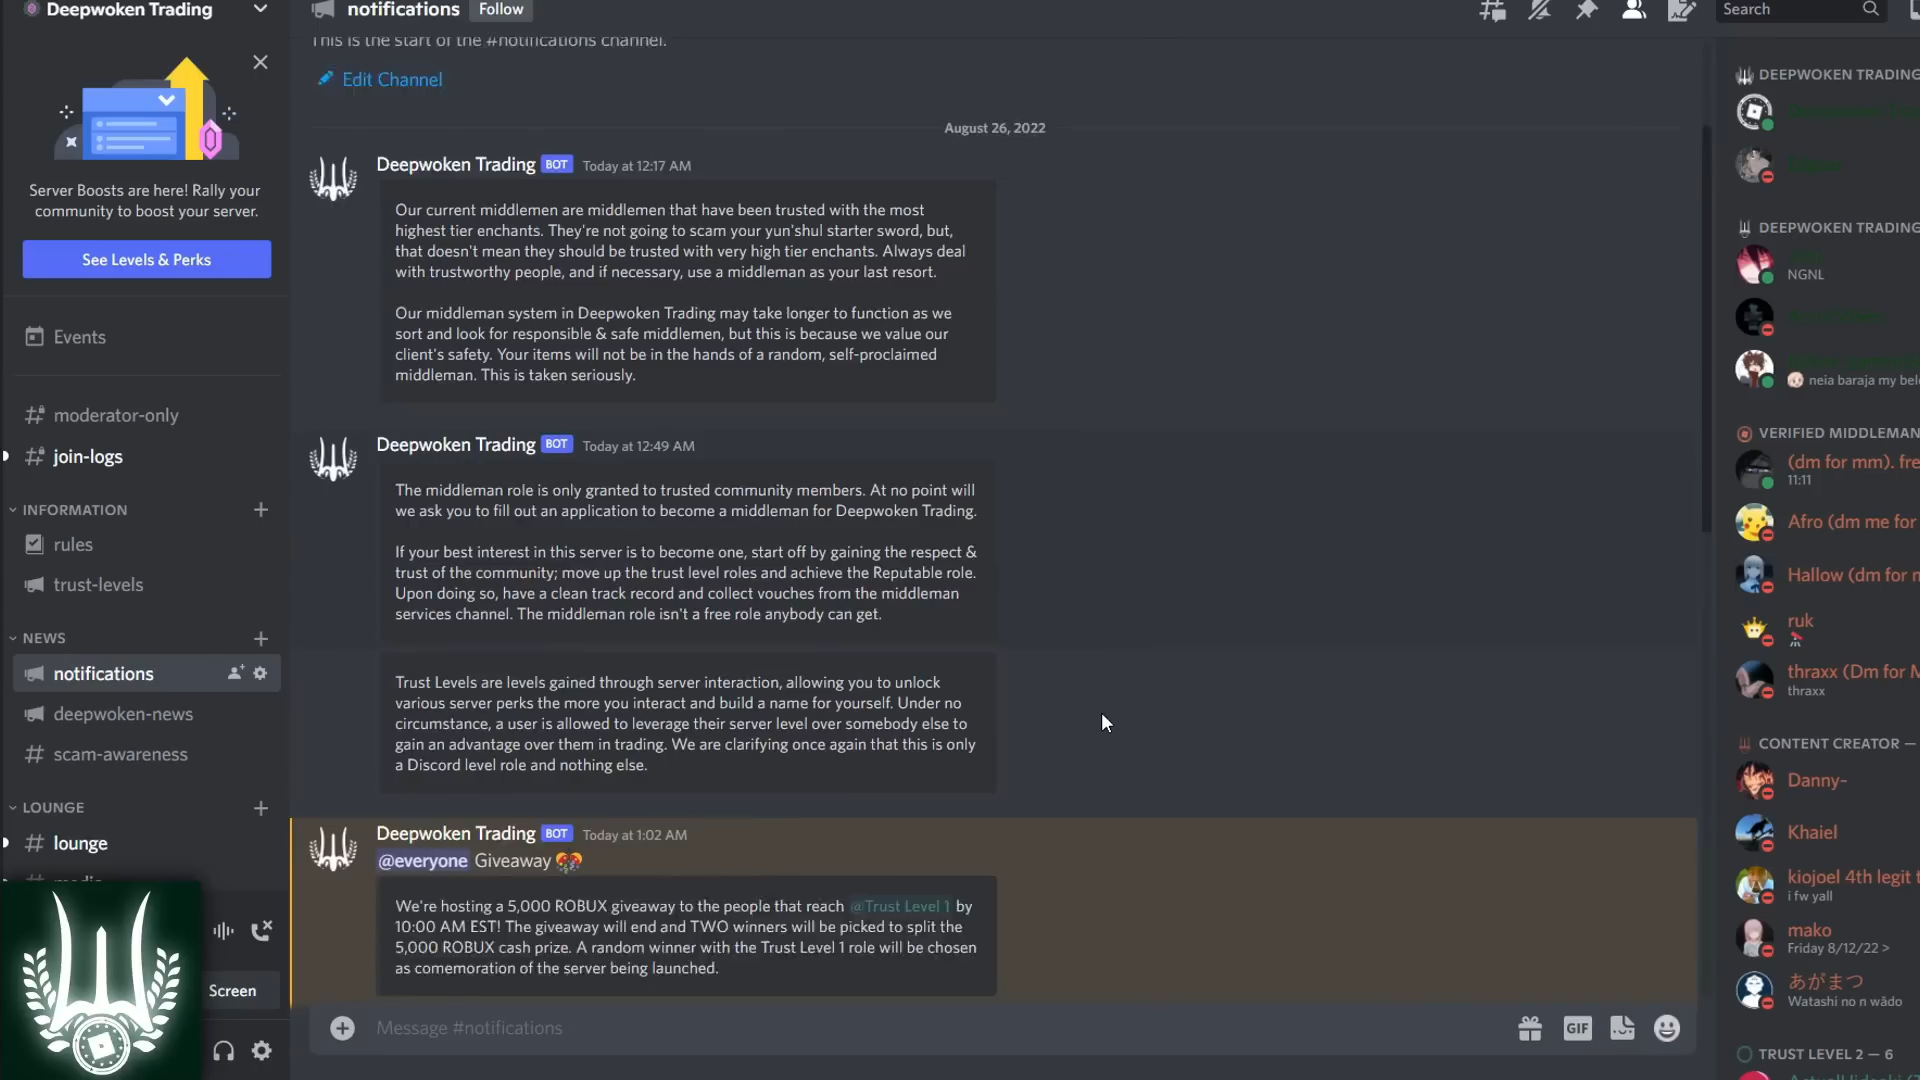 Deepwoken Trading
Server Boosts are here! Rally your
community to boost your server.
See Levels & Perks
Events
moderator-only
join-logs
INFORMATION
rules
trust-levels
NEWS
notifications
deepwoken-news
scam-awareness
LOUNGE
lounge
Screen
notifications
Follow
This is the start of the #notifications channel.
Edit Channel
August 26, 2022
Deepwoken Trading BOT Today at 12:17 AM
Our current middlemen are middlemen that have been trusted with the most
highest tier enchants. They're not going to scam your yun'shul starter sword, but,
that doesn't mean they should be trusted with very high tier enchants. Always deal
with trustworthy people, and if necessary, use a middleman as your last resort.
Our middleman system in Deepwoken Trading may take longer to function as we
sort and look for responsible & safe middlemen, but this is because we value our
client's safety. Your items will not be in the hands of a random, self-proclaimed
middleman. This is taken seriously.
Deepwoken Trading BOT Today at 12:49 AM
The middleman role is only granted to trusted community members. At no point will
we ask you to fill out an application to become a middleman for Deepwoken Trading.
If your best interest in this server is to become one, start off by gaining the respect &
trust of the community; move up the trust level roles and achieve the Reputable role.
Upon doing so, have a clean track record and collect vouches from the middleman
services channel. The middleman role isn't a free role anybody can get.
Trust Levels are levels gained through server interaction, allowing you to unlock
various server perks the more you interact and build a name for yourself. Under no
circumstance, a user is allowed to leverage their server level over somebody else to
gain an advantage over them in trading. We are clarifying once again that this is only
a Discord level role and nothing else.
Deepwoken Trading BOT Today at 1:02 AM
@everyone Giveaway
We're hosting a 5,000 ROBUX giveaway to the people that reach @Trust Level 1 by
10:00 AM EST! The giveaway will end and TWO winners will be picked to split the
5,000 ROBUX cash prize. A random winner with the Trust Level 1 role will be chosen
as comemoration of the server being launched.
Message #notifications
GIF
Search
DEEPWOKEN TRADING
DEEPWOKEN TRADING
NGNL
neia baraja my bel
VERIFIED MIDDLEMAN
(dm for mm). fre
11:11
Afro (dm me for
Hallow (dm for
ruk
thraxx (Dm for M
thraxx
CONTENT CREATOR —
Danny-
Khaiel
kiojoel 4th legit t
i fw yall
mako
Friday 8/12/22 >
あがまつ
Watashi no n wādo
TRUST LEVEL 2 — 6